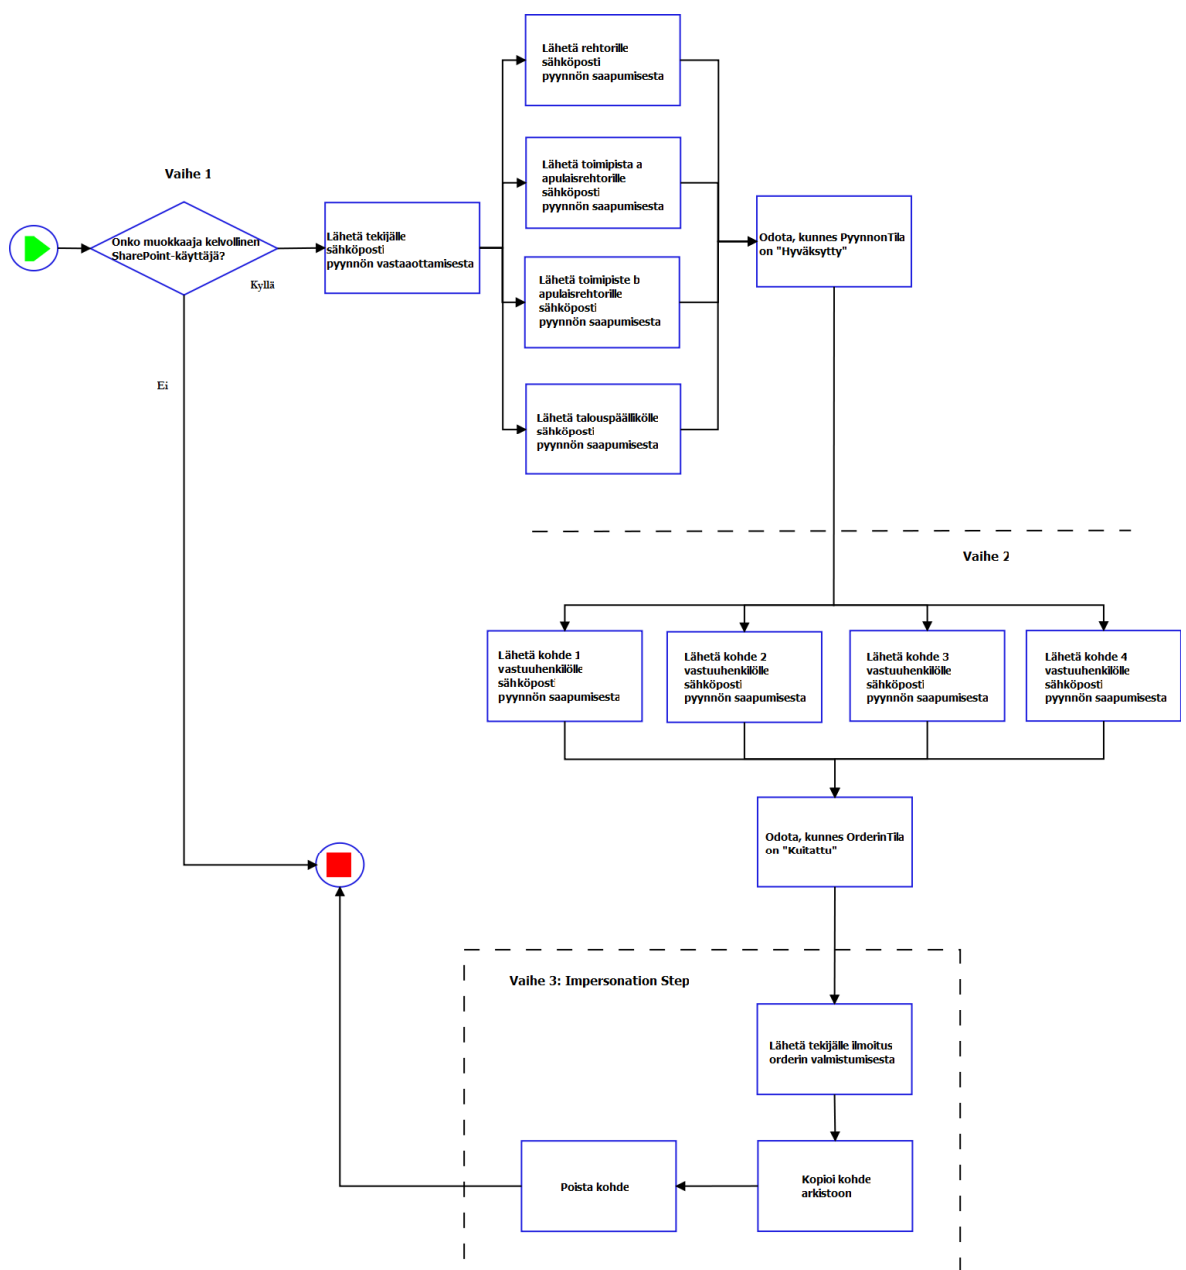 Lähetä rehtorille
sähköposti
pyynnön saapumisesta
Vaihe 1
Lähetä toimipista a
apulaisrehtorille
sähköposti
pyynnön saapumisesta
Onko muokkaaja kelvollinen
SharePoint-käyttäjä?
Kyllä
Lähetä tekijälle
sähköposti
pyynnön vastaaottamisesta
Odota, kunnes PyynnonTila
on "Hyväksytty"
Lähetä toimipiste b
apulaisrehtorille
sähköposti
pyynnön saapumisesta
Ei
Lähetä talouspäällikölle
sähköposti
pyynnön saapumisesta
Vaihe 2
Lähetä kohde 1
vastuuhenkilölle
sähköposti
pyynnön saapumisesta
Lähetä kohde 2
vastuuhenkilölle
sähköposti
pyynnön saapumisesta
Lähetä kohde 3
vastuuhenkilölle
sähköposti
pyynnön saapumisesta
Lähetä kohde 4
vastuuhenkilölle
sähköposti
pyynnön saapumisesta
Odota, kunnes OrderinTila
on "Kuitattu"
Vaihe 3: Impersonation Step
Lähetä tekijälle ilmoitus
orderin valmistumisesta
Kopioi kohde
arkistoon
Poista kohde